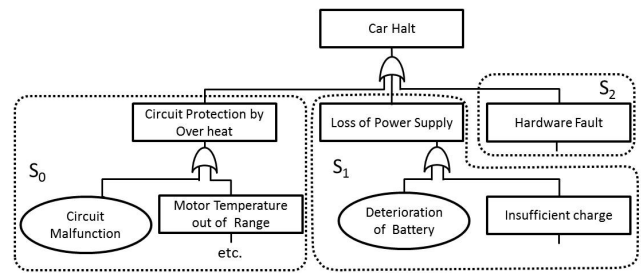 Car Halt
S2
Circuit Protection by
Over heat
Loss of Power Supply
Hardware Fault
S0
S1
Circuit
Malfunction
Motor Temperature
out of Range
Deterioration
of Battery
Insufficient charge
etc.